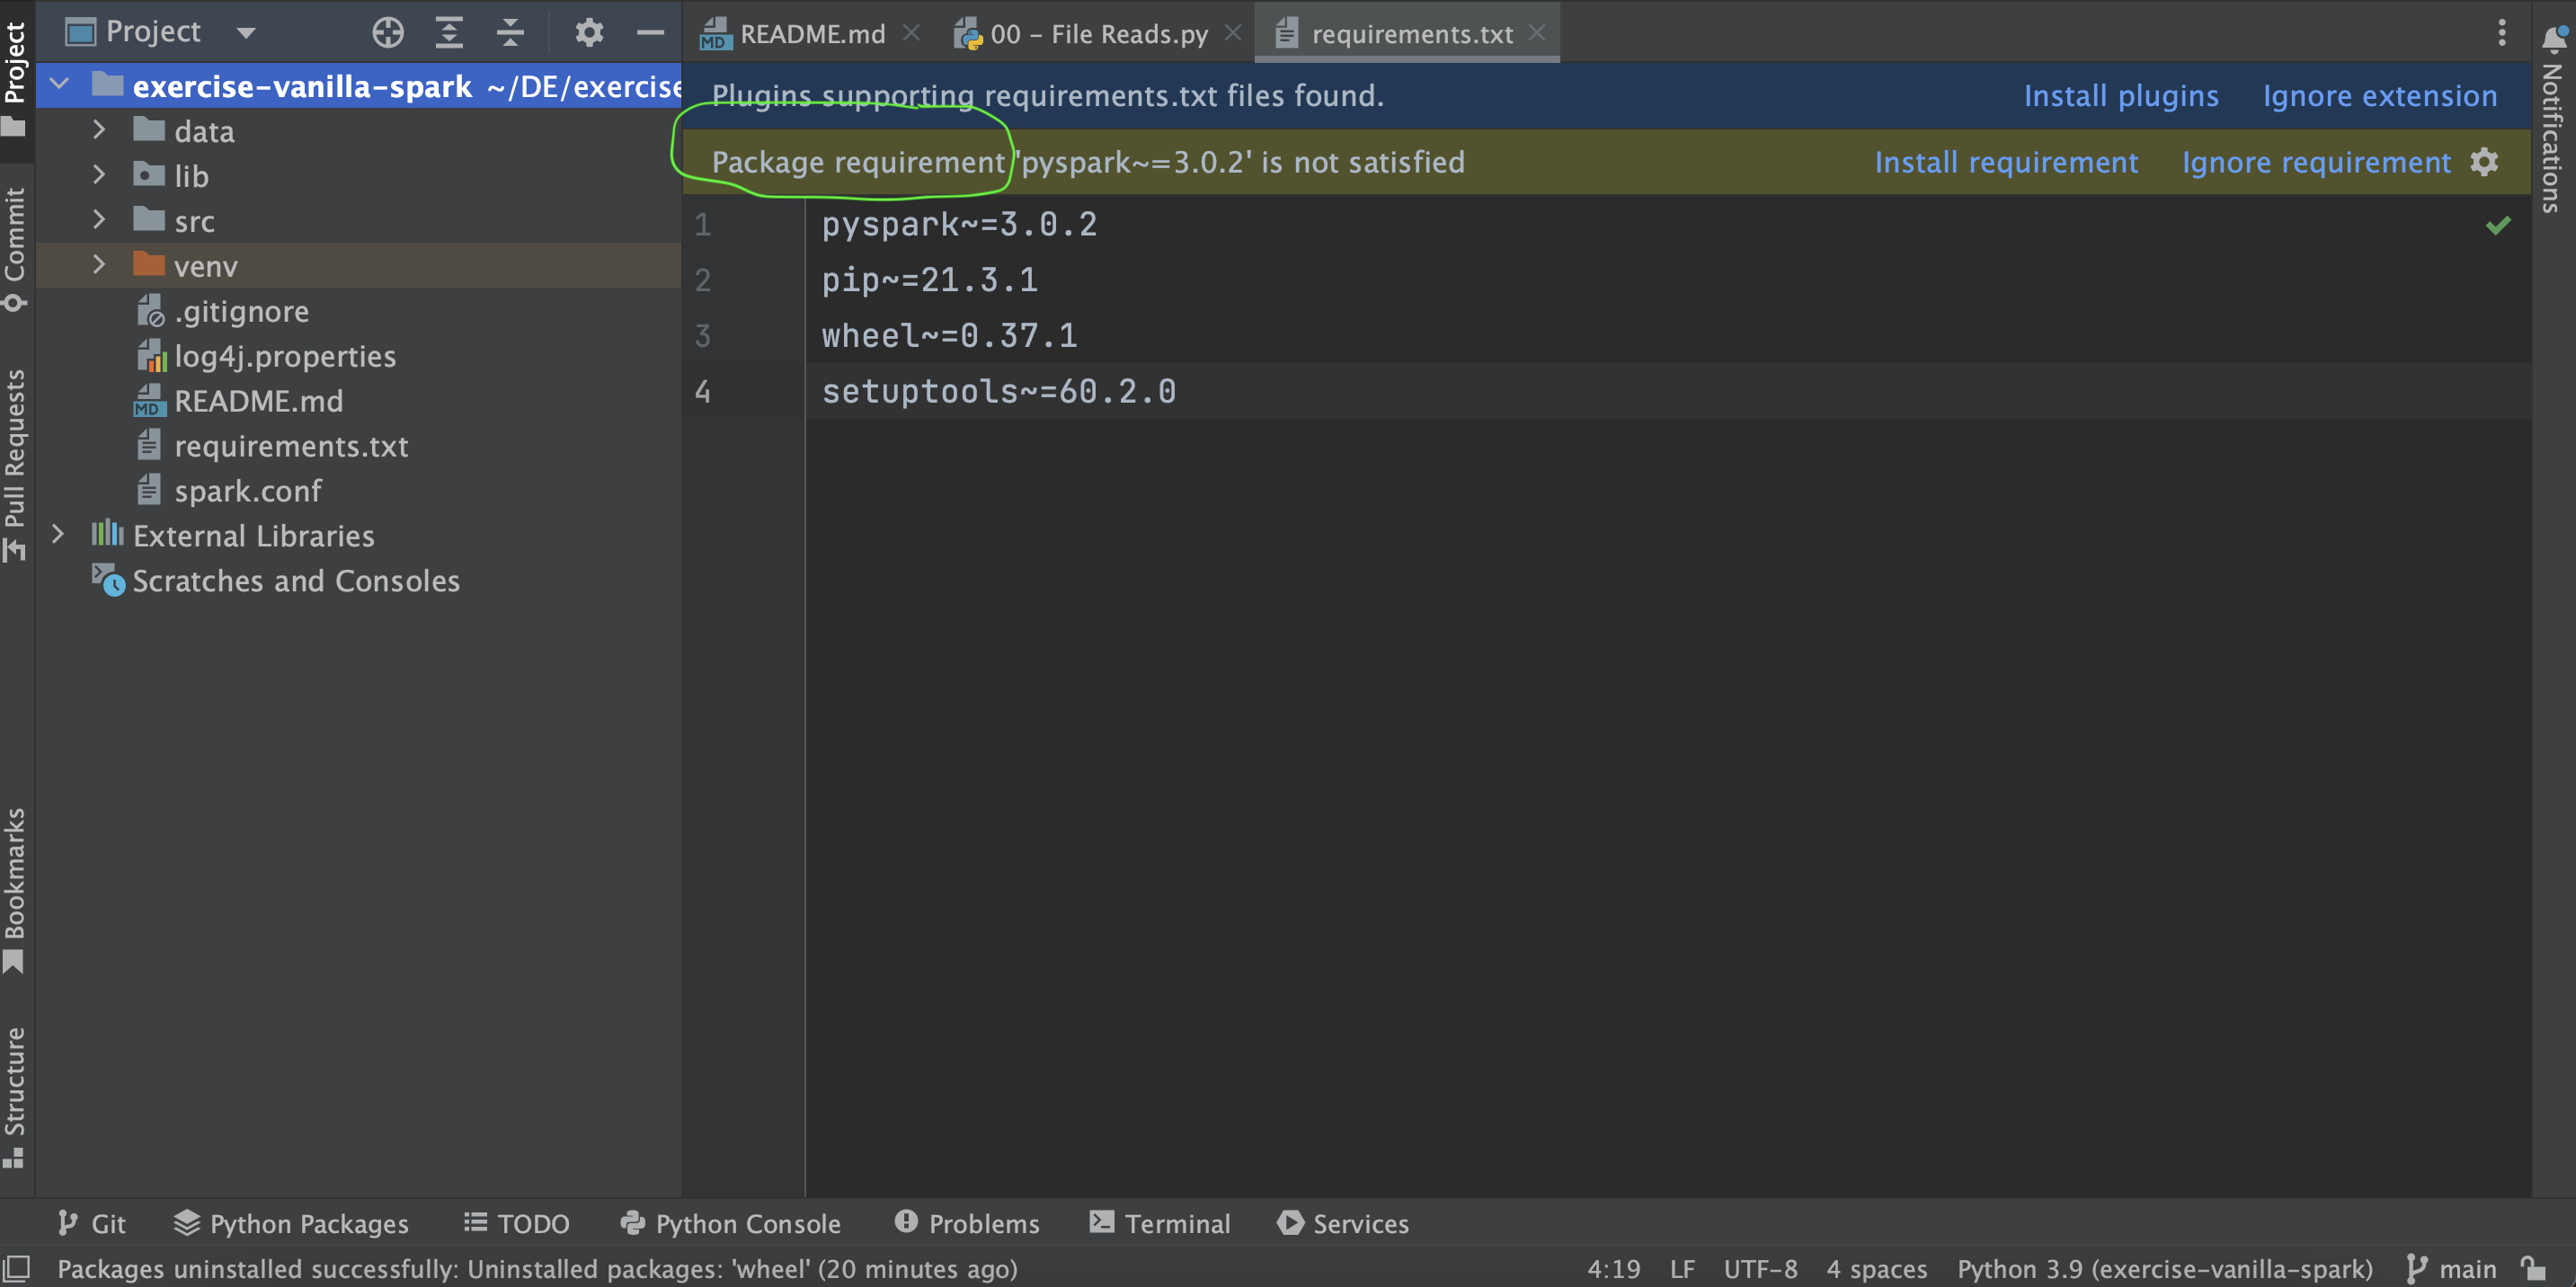 Project
README.md
00 – File Reads.py
requirements.txt
exercise-vanilla-spark ~/DE/exercise
data
lib
src
venv
.gitignore
log4j.properties
README.md
requirements.txt
spark.conf
External Libraries
Scratches and Consoles
Plugins supporting requirements.txt files found.
Install plugins
Ignore extension
Package requirement 'pyspark~=3.0.2' is not satisfied
Install requirement
Ignore requirement
1 pyspark~=3.0.2
2 pip~=21.3.1
3 wheel~=0.37.1
4 setuptools~=60.2.0
Project
Commit
Pull Requests
Bookmarks
Structure
Notifications
MD
MD
Git
Python Packages
TODO
Python Console
Problems
Terminal
Services
Packages uninstalled successfully: Uninstalled packages: 'wheel' (20 minutes ago)
4:19
LF
UTF-8
4 spaces
Python 3.9 (exercise-vanilla-spark)
main